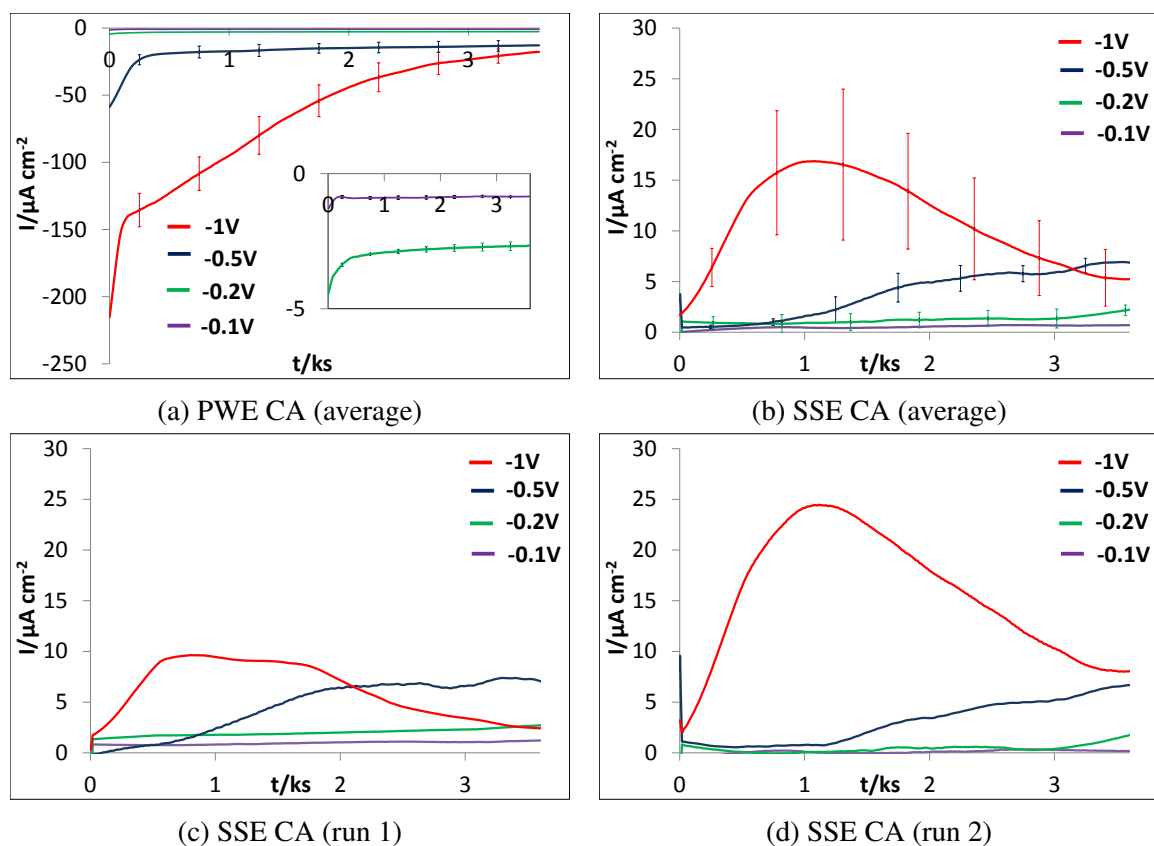 0
-50
-100
-150
-200
-250
I/µA cm-2
0 1 2 3
t/ks
-1V
-0.5V
-0.2V
-0.1V
0
-5
0 1 2 3
(a) PWE CA (average)
30
25
20
15
10
5
0
I/µA cm-2
0 1 2 3
t/ks
-1V
-0.5V
-0.2V
-0.1V
(b) SSE CA (average)
30
25
20
15
10
5
0
I/µA cm-2
0 1 2 3
t/ks
-1V
-0.5V
-0.2V
-0.1V
(c) SSE CA (run 1)
30
25
20
15
10
5
0
I/µA cm-2
0 1 2 3
t/ks
-1V
-0.5V
-0.2V
-0.1V
(d) SSE CA (run 2)